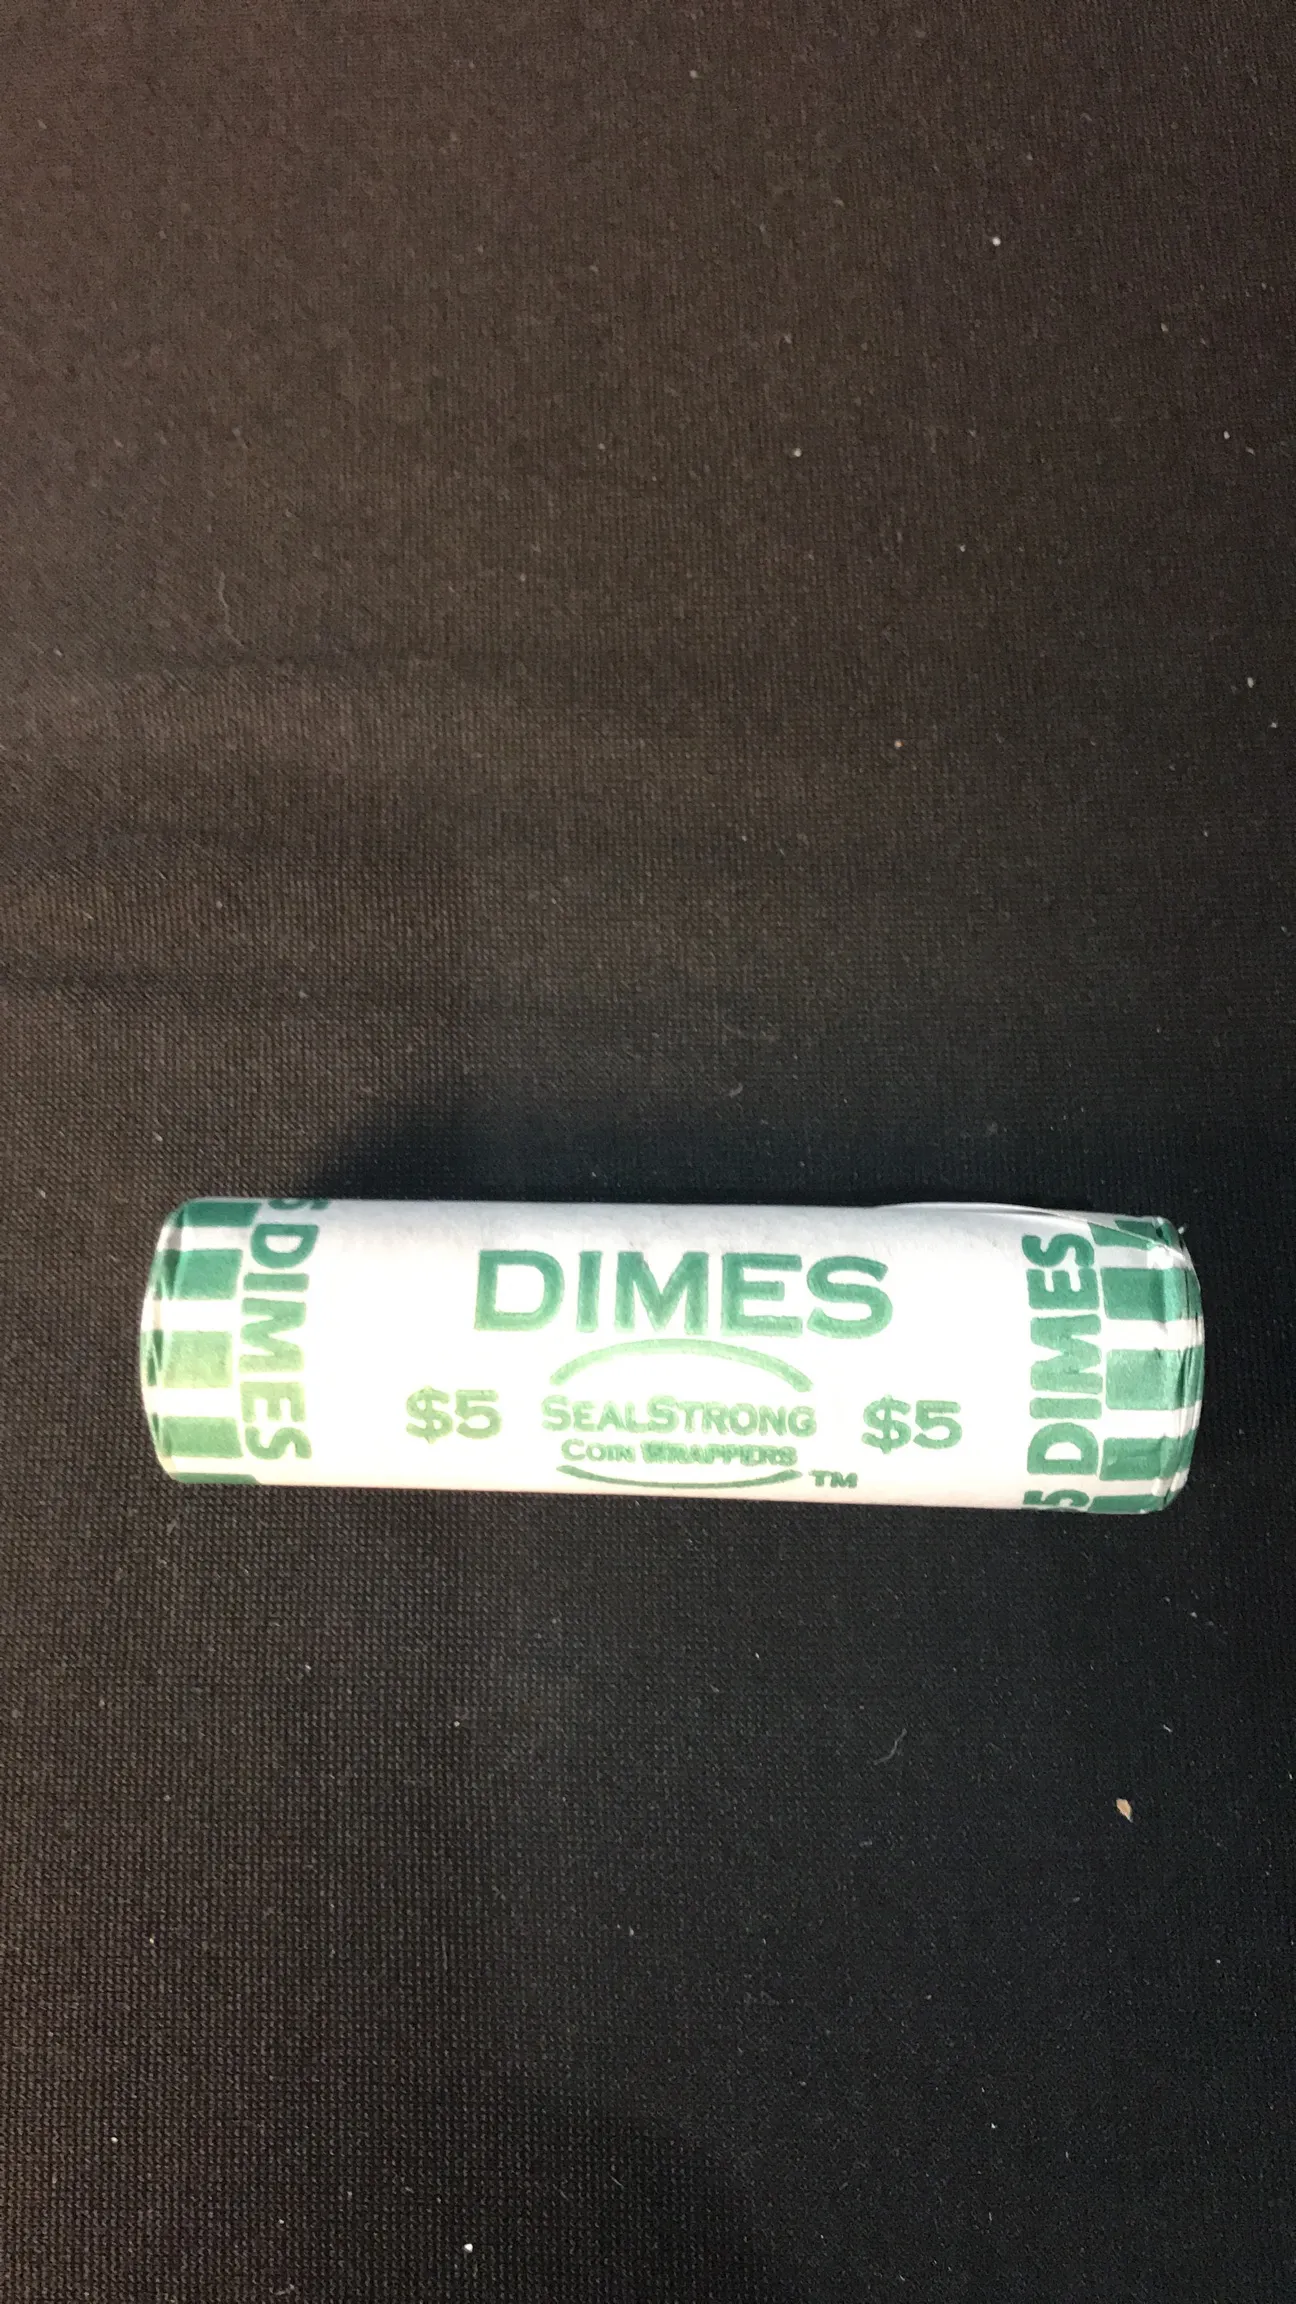 DIMES
$5 SEALSTRONG $5
COIN WRAPPERS
TM
DIMES
DIMES